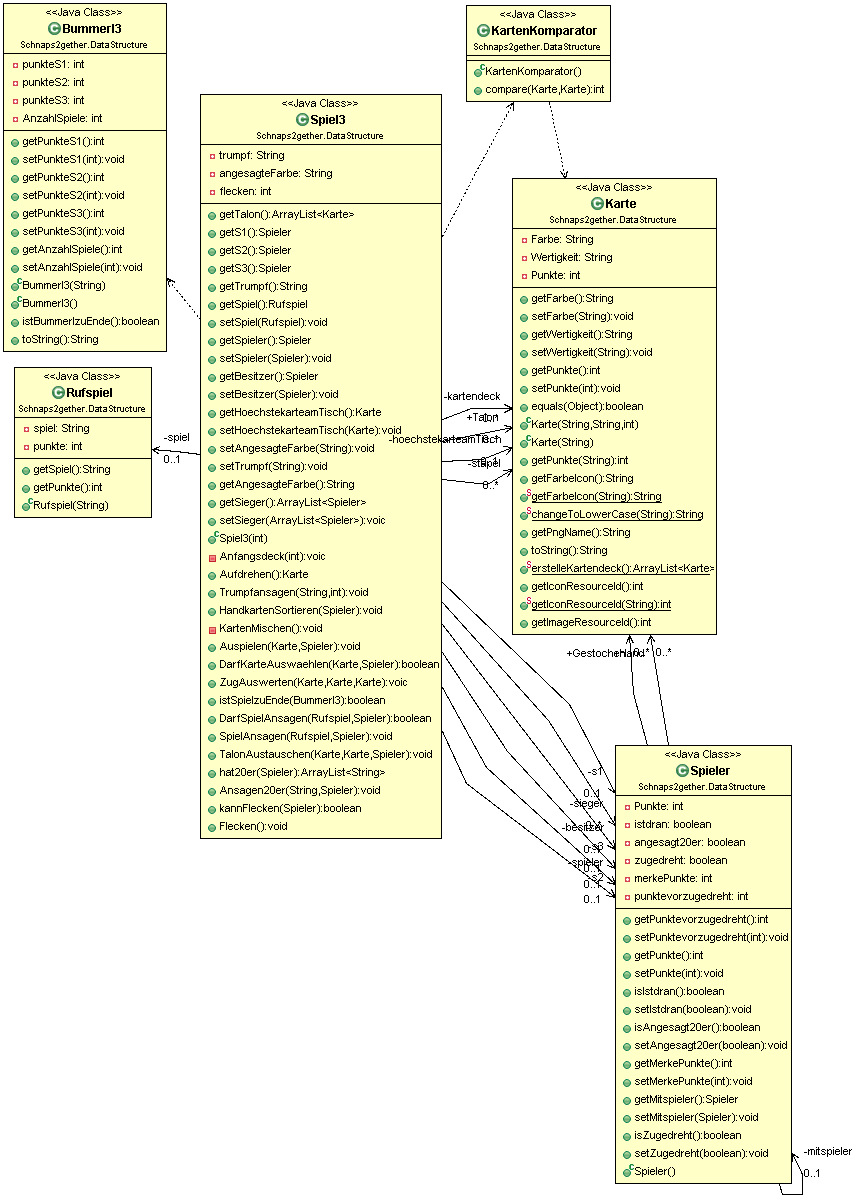 <<Java Class>>
Bummerl3
Schnaps2gether.DataStructure
punkteS1: int
punkteS2: int
punkteS3: int
AnzahlSpiele: int
getPunkteS1():int
setPunkteS1(int):void
getPunkteS2():int
setPunkteS2(int):void
getPunkteS3():int
setPunkteS3(int):void
getAnzahlSpiele():int
setAnzahlSpiele(int):void
Bummerl3(String)
Bummerl3()
istBummerlzuEnde():boolean
toString():String
<<Java Class>>
Rufspiel
Schnaps2gether.DataStructure
spiel: String
punkte: int
getSpiel():String
getPunkte():int
Rufspiel(String)
-spiel
0..1
<<Java Class>>
Spiel3
Schnaps2gether.DataStructure
trumpf: String
angesagteFarbe: String
flecken: int
getTalon():ArrayList<Karte>
getS1():Spieler
getS2():Spieler
getS3():Spieler
getTrumpf():String
getSpiel():Rufspiel
setSpiel(Rufspiel):void
getSpieler():Spieler
setSpieler(Spieler):void
getBesitzer():Spieler
setBesitzer(Spieler):void
getHoechstekarteamTisch():Karte
setHoechstekarteamTisch(Karte):void
setAngesagteFarbe(String):void
setTrumpf(String):void
getAngesagteFarbe():String
getSieger():ArrayList<Spieler>
setSieger(ArrayList<Spieler>):voic
Spiel3(int)
Anfangsdeck(int):voic
Aufdrehen():Karte
Trumpfansagen(String,int):void
HandkartenSortieren(Spieler):void
KartenMischen():void
Auspielen(Karte,Spieler):void
DarfKarteAuswaehlen(Karte,Spieler):boolean
ZugAuswerten(Karte,Karte,Karte):voic
istSpielzuEnde(Bummerl3):boolean
DarfSpielAnsagen(Rufspiel,Spieler):boolean
SpielAnsagen(Rufspiel,Spieler):void
TalonAustauschen(Karte,Karte,Spieler):void
hat20er(Spieler):ArrayList<String>
Ansagen20er(String,Spieler):void
kannFlecken(Spieler):boolean
Flecken():void
<<Java Class>>
KartenKomparator
Schnaps2gether.DataStructure
KartenKomparator()
compare(Karte,Karte):int
<<Java Class>>
Karte
Schnaps2gether.DataStructure
Farbe: String
Wertigkeit: String
Punkte: int
getFarbe():String
setFarbe(String):void
getWertigkeit():String
setWertigkeit(String):void
getPunkte():int
setPunkte(int):void
equals(Object):boolean
Karte(String,String,int)
Karte(String)
getPunkte(String):int
getFarbeIcon():String
getFarbeIcon(String):String
changeToLowerCase(String):String
getPngName():String
toString():String
erstelleKartendeck():ArrayList<Karte>
getIconResourceId():int
getIconResourceId(String):int
getImageResourceId():int
-kartendeck
+Talon
-hoechstekarteamTisch
0..1
-stapel
0..*
+Gestochen
0..*
-s1
0..1
-sieger
-besitzer
0..1
-s3
0..1
-spieler
-s2
0..1
0..1
<<Java Class>>
Spieler
Schnaps2gether.DataStructure
Punkte: int
istdran: boolean
angesagt20er: boolean
zugedreht: boolean
merkePunkte: int
punktevorzugedreht: int
getPunktevorzugedreht():int
setPunktevorzugedreht(int):void
getPunkte():int
setPunkte(int):void
isIstdran():boolean
setIstdran(boolean):void
isAngesagt20er():boolean
setAngesagt20er(boolean):void
getMerkePunkte():int
setMerkePunkte(int):void
getMitspieler():Spieler
setMitspieler(Spieler):void
isZugedreht():boolean
setZugedreht(boolean):void
Spieler()
-mitspieler
0..1